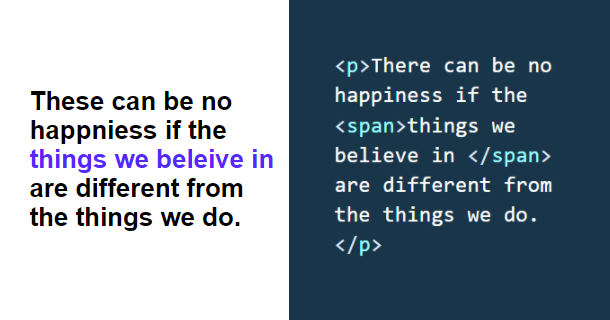 These can be no
happniess if the
things we beleive in
are different from
the things we do.
<p>There can be no
happiness if the
<span>things we
believe in </span>
are different from
the things we do.
</p>